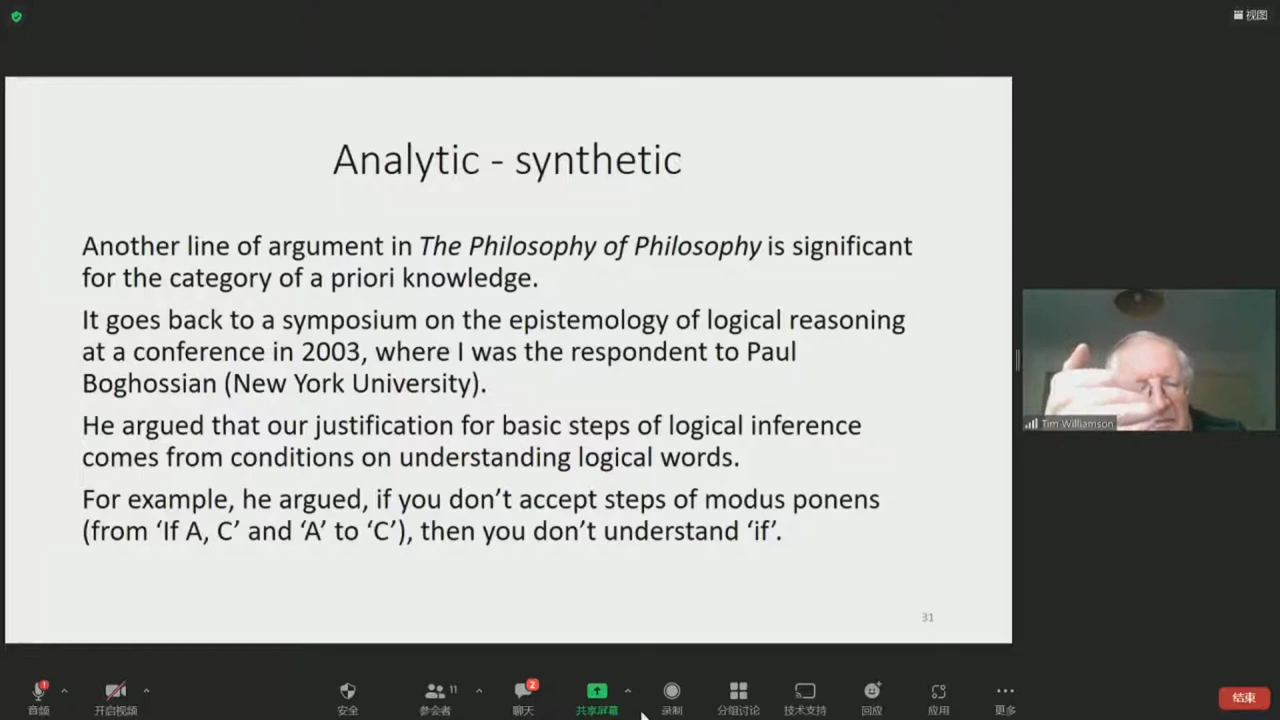 视图
Analytic - synthetic
Another line of argument in The Philosophy of Philosophy is significant
for the category of a priori knowledge.
It goes back to a symposium on the epistemology of logical reasoning
at a conference in 2003, where I was the respondent to Paul
Boghossian (New York University).
He argued that our justification for basic steps of logical inference
comes from conditions on understanding logical words.
For example, he argued, if you don’t accept steps of modus ponens
(from ‘If A, C’ and ‘A’ to ‘C’), then you don’t understand ‘if’.
31
Tim Williamson
11 2
音频 开启视频 安全 参会者 聊天 共享屏幕 录制 分组讨论 技术支持 回应 应用 更多 结束